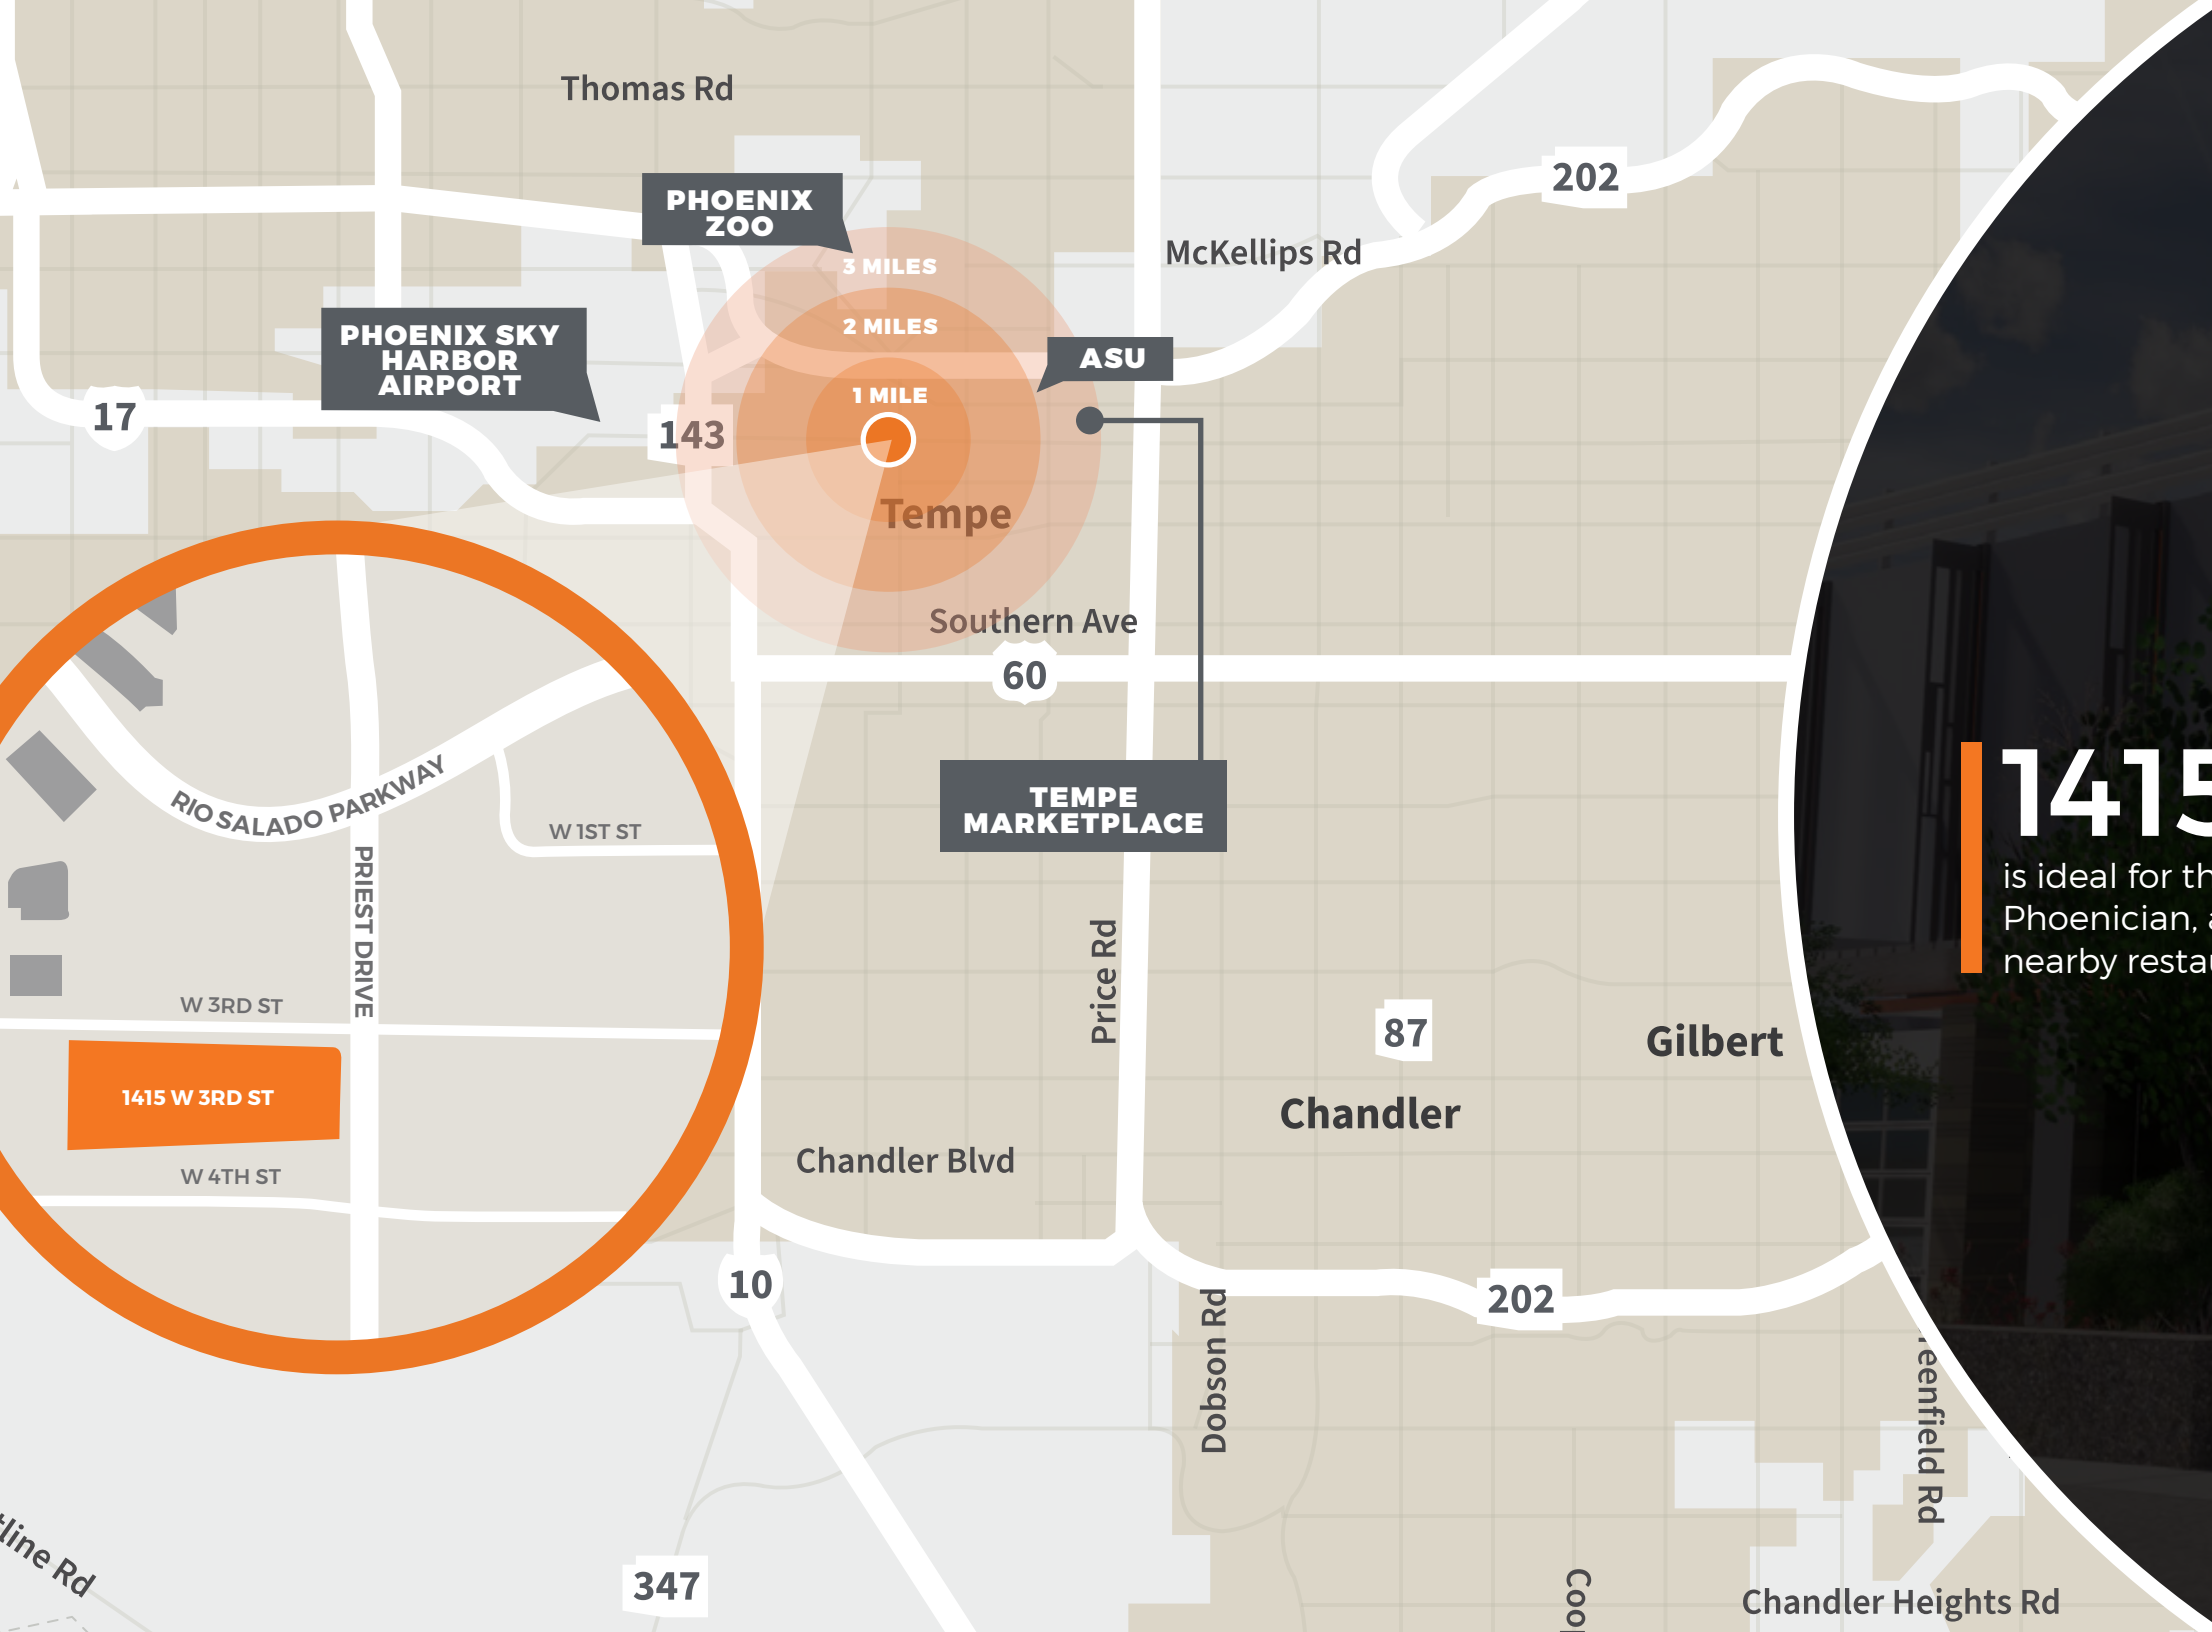 Thomas Rd
PHOENIX
ZOO
202
McKellips Rd
3 MILES
2 MILES
PHOENIX SKY
HARBOR
AIRPORT
ASU
1 MILE
17
143
Tempe
Southern Ave
60
RIO SALADO PARKWAY
W 1ST ST
TEMPE
MARKETPLACE
1415
is ideal for
Phoenician,
nearby
PRIEST DRIVE
Price Rd
W 3RD ST
87
Gilbert
1415 W 3RD ST
Chandler
Chandler Blvd
W 4TH ST
10
202
Dobson Rd
Rd
347
Rd
Chandler Heights Rd